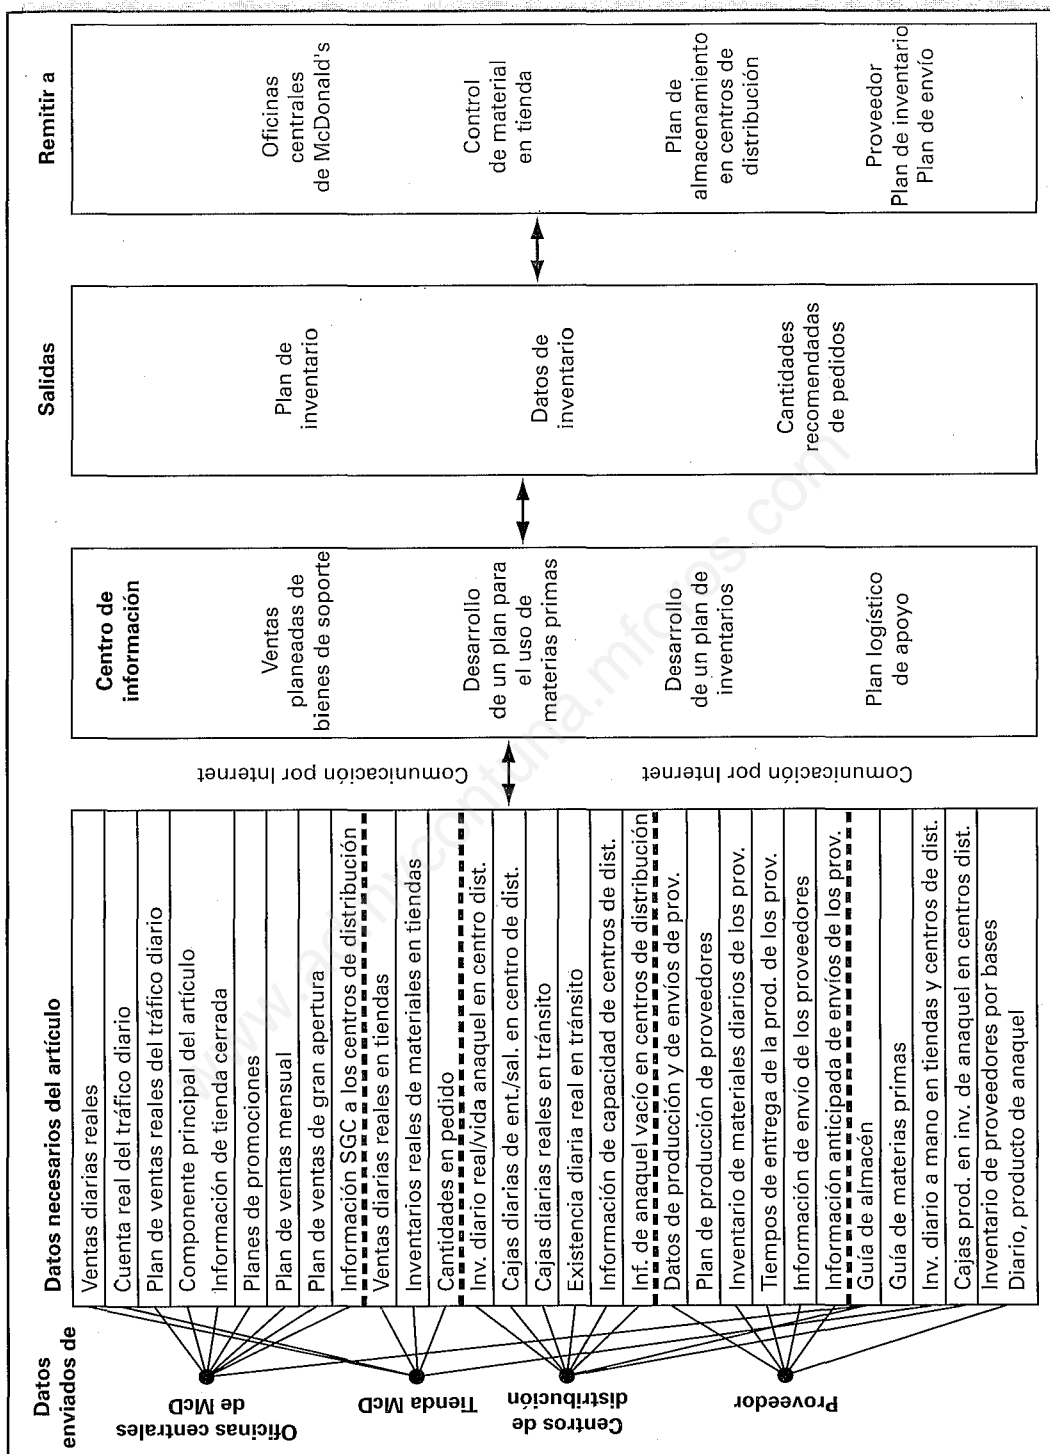 Datos
enviados de
Datos necesarios del artículo
Centro de
información
Salidas
Remitir a
Oficinas centrales
de McD
Tienda McD
Centros de
distribución
Proveedor
Ventas diarias reales
Cuenta real del tráfico diario
Plan de ventas reales del tráfico diario
Componente principal del artículo
Información de tienda cerrada
Planes de promociones
Plan de ventas mensual
Plan de ventas de gran apertura
Información SGC a los centros de distribución
Ventas diarias reales en tiendas
Inventarios reales de materiales en tiendas
Cantidades en pedido
Inv. diario real/vida anaquel en centro dist.
Cajas diarias de ent./sal. en centro de dist.
Cajas diarias reales en tránsito
Existencia diaria real en tránsito
Información de capacidad de centros de dist.
Inf. de anaquel vacío en centros de distribución
Datos de producción y de envíos de prov.
Plan de producción de proveedores
Inventario de materiales diarios de los prov.
Tiempos de entrega de la prod. de los prov.
Información de envío de los proveedores
Información anticipada de envíos de los prov.
Guía de almacén
Guía de materias primas
Inv. diario a mano en tiendas y centros de dist.
Cajas prod. en inv. de anaquel en centros dist.
Inventario de proveedores por bases
Diario, producto de anaquel
Comunicación por Internet
Comunicación por Internet
Ventas
planeadas de
bienes de soporte
Desarrollo
de un plan para
el uso de
materias primas
Desarrollo
de un plan de
inventarios
Plan logístico
de apoyo
Plan de
inventario
Datos de
inventario
Cantidades
recomendadas
de pedidos
Oficinas
centrales
de McDonald's
Control
de material
en tienda
Plan de
almacenamiento
en centros de
distribución
Proveedor
Plan de inventario
Plan de envío